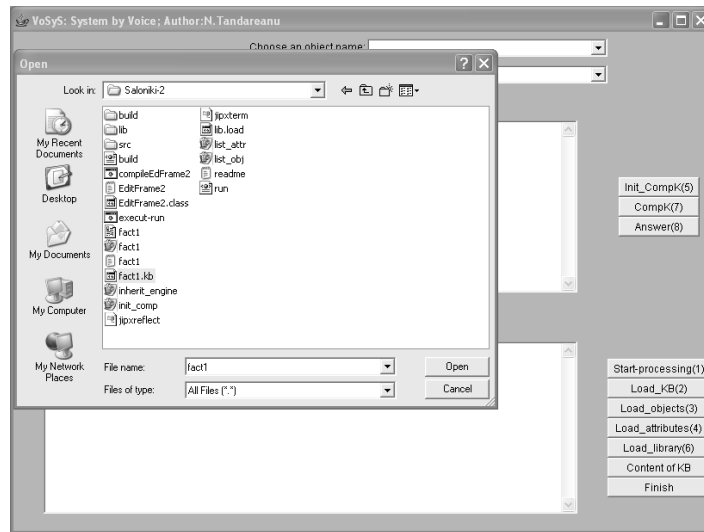 VoSyS: System by Voice; Author:N.Tandareanu
Choose an object name:
Open
Look in:
Saloniki-2
My Recent
Documents
Desktop
My Documents
My Computer
My Network
Places
build
lib
src
build
compileEdFrame2
EditFrame2
EditFrame2.class
execut-run
fact1
fact1
fact1
fact1.kb
inherit_engine
init_comp
jipxreflect
jipxterm
lib.load
list_attr
list_obj
readme
run
File name:
fact1
Open
Files of type:
All Files (*.*)
Cancel
Init_CompK(5)
CompK(7)
Answer(8)
Start-processing(1)
Load_KB(2)
Load_objects(3)
Load_attributes(4)
Load_library(6)
Content of KB
Finish